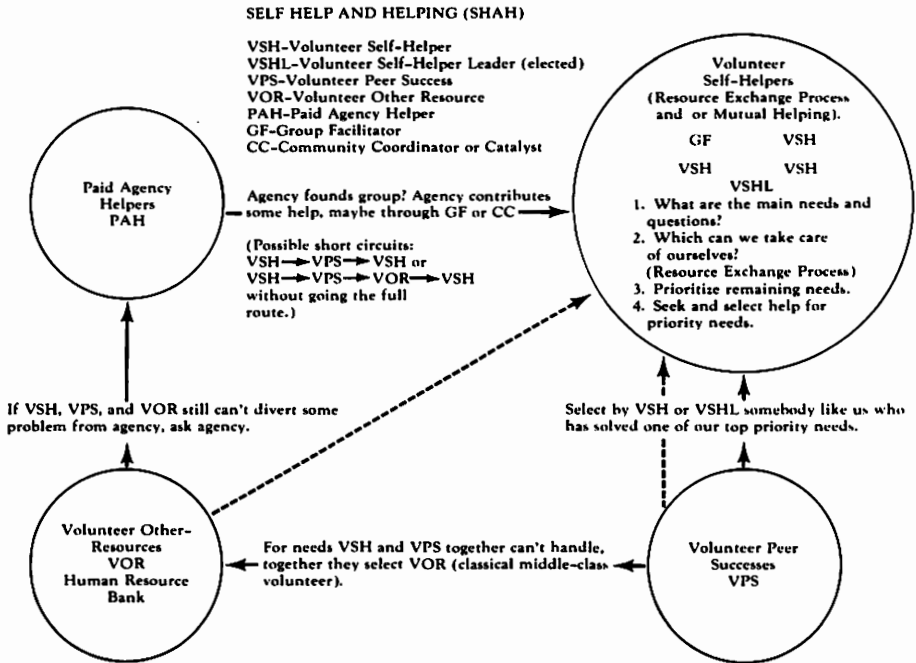 SELF HELP AND HELPING (SHAH)
VSH–Volunteer Self-Helper
VSHL–Volunteer Self-Helper Leader (elected)
VPS–Volunteer Peer Success
VOR–Volunteer Other Resource
PAH–Paid Agency Helper
GF–Group Facilitator
CC–Community Coordinator or Catalyst
Volunteer
Self-Helpers
(Resource Exchange Process
and or Mutual Helping).
GF VSH
VSH VSH
VSHL
1. What are the main needs and
questions?
2. Which can we take care
of ourselves?
(Resource Exchange Process)
3. Prioritize remaining needs.
4. Seek and select help for
priority needs.
Paid Agency
Helpers
PAH
Agency founds group? Agency contributes
some help, maybe through GF or CC
(Possible short circuits:
VSH→VPS→VSH or
VSH→VPS→VOR→VSH
without going the full
route.)
If VSH, VPS, and VOR still can't divert some
problem from agency, ask agency.
Select by VSH or VSHL somebody like us who
has solved one of our top priority needs.
Volunteer Other-
Resources
VOR
Human Resource
Bank
For needs VSH and VPS together can't handle,
together they select VOR (classical middle-class
volunteer).
Volunteer Peer
Successes
VPS